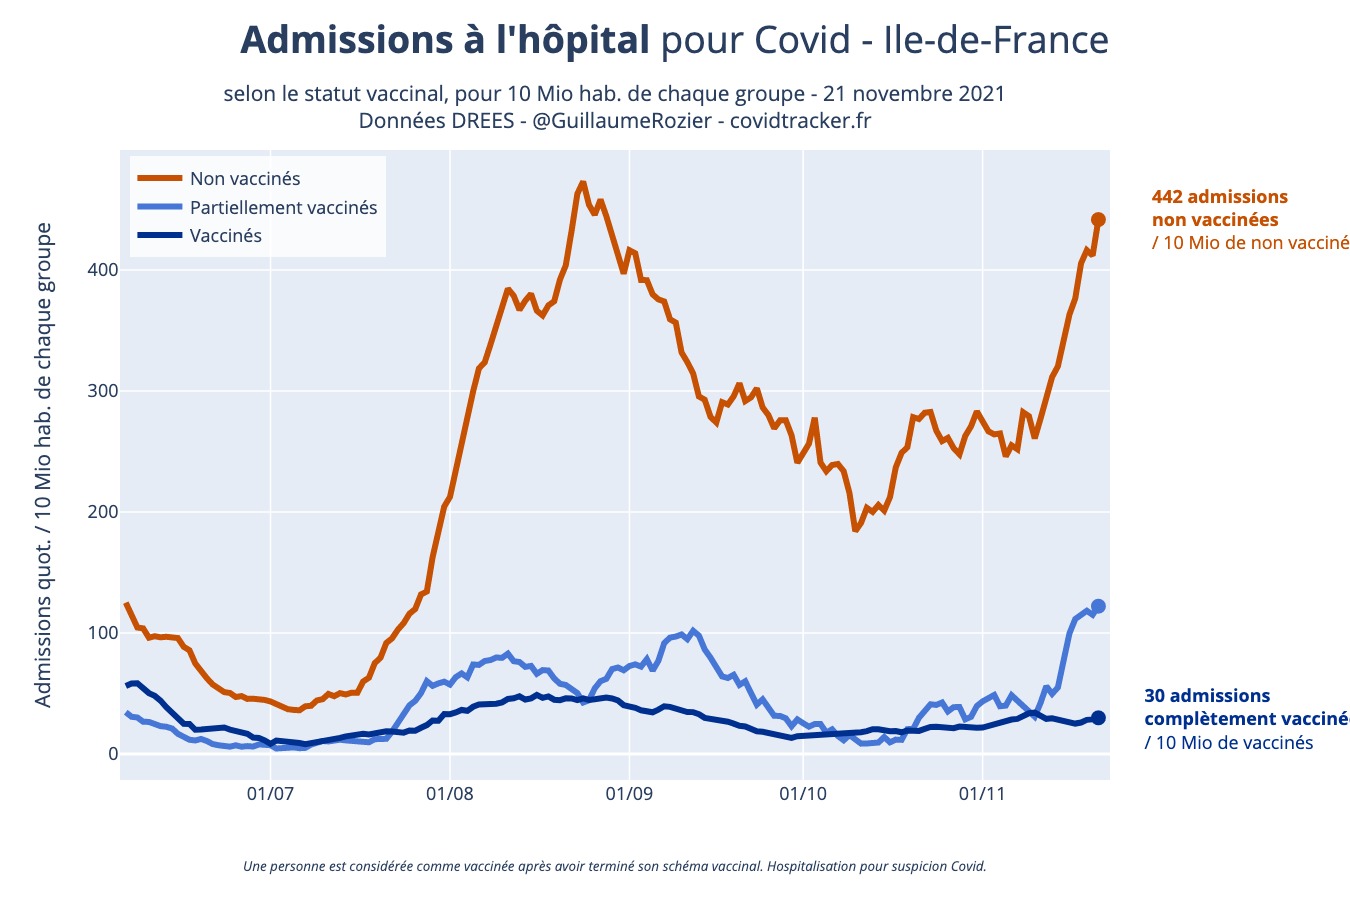 Admissions à l'hôpital pour Covid - Ile-de-France
selon le statut vaccinal, pour 10 Mio hab. de chaque groupe - 21 novembre 2021
Données DREES - @GuillaumeRozier - covidtracker.fr
Non vaccinés
Partiellement vaccinés
Vaccinés
442 admissions
non vaccinées
/ 10 Mio de non vacciné
Admissions quot. / 10 Mio hab. de chaque groupe
400
300
200
100
0
30 admissions
complètement vacciné
/ 10 Mio de vaccinés
01/07
01/08
01/09
01/10
01/11
Une personne est considérée comme vaccinée après avoir terminé son schéma vaccinal. Hospitalisation pour suspicion Covid.